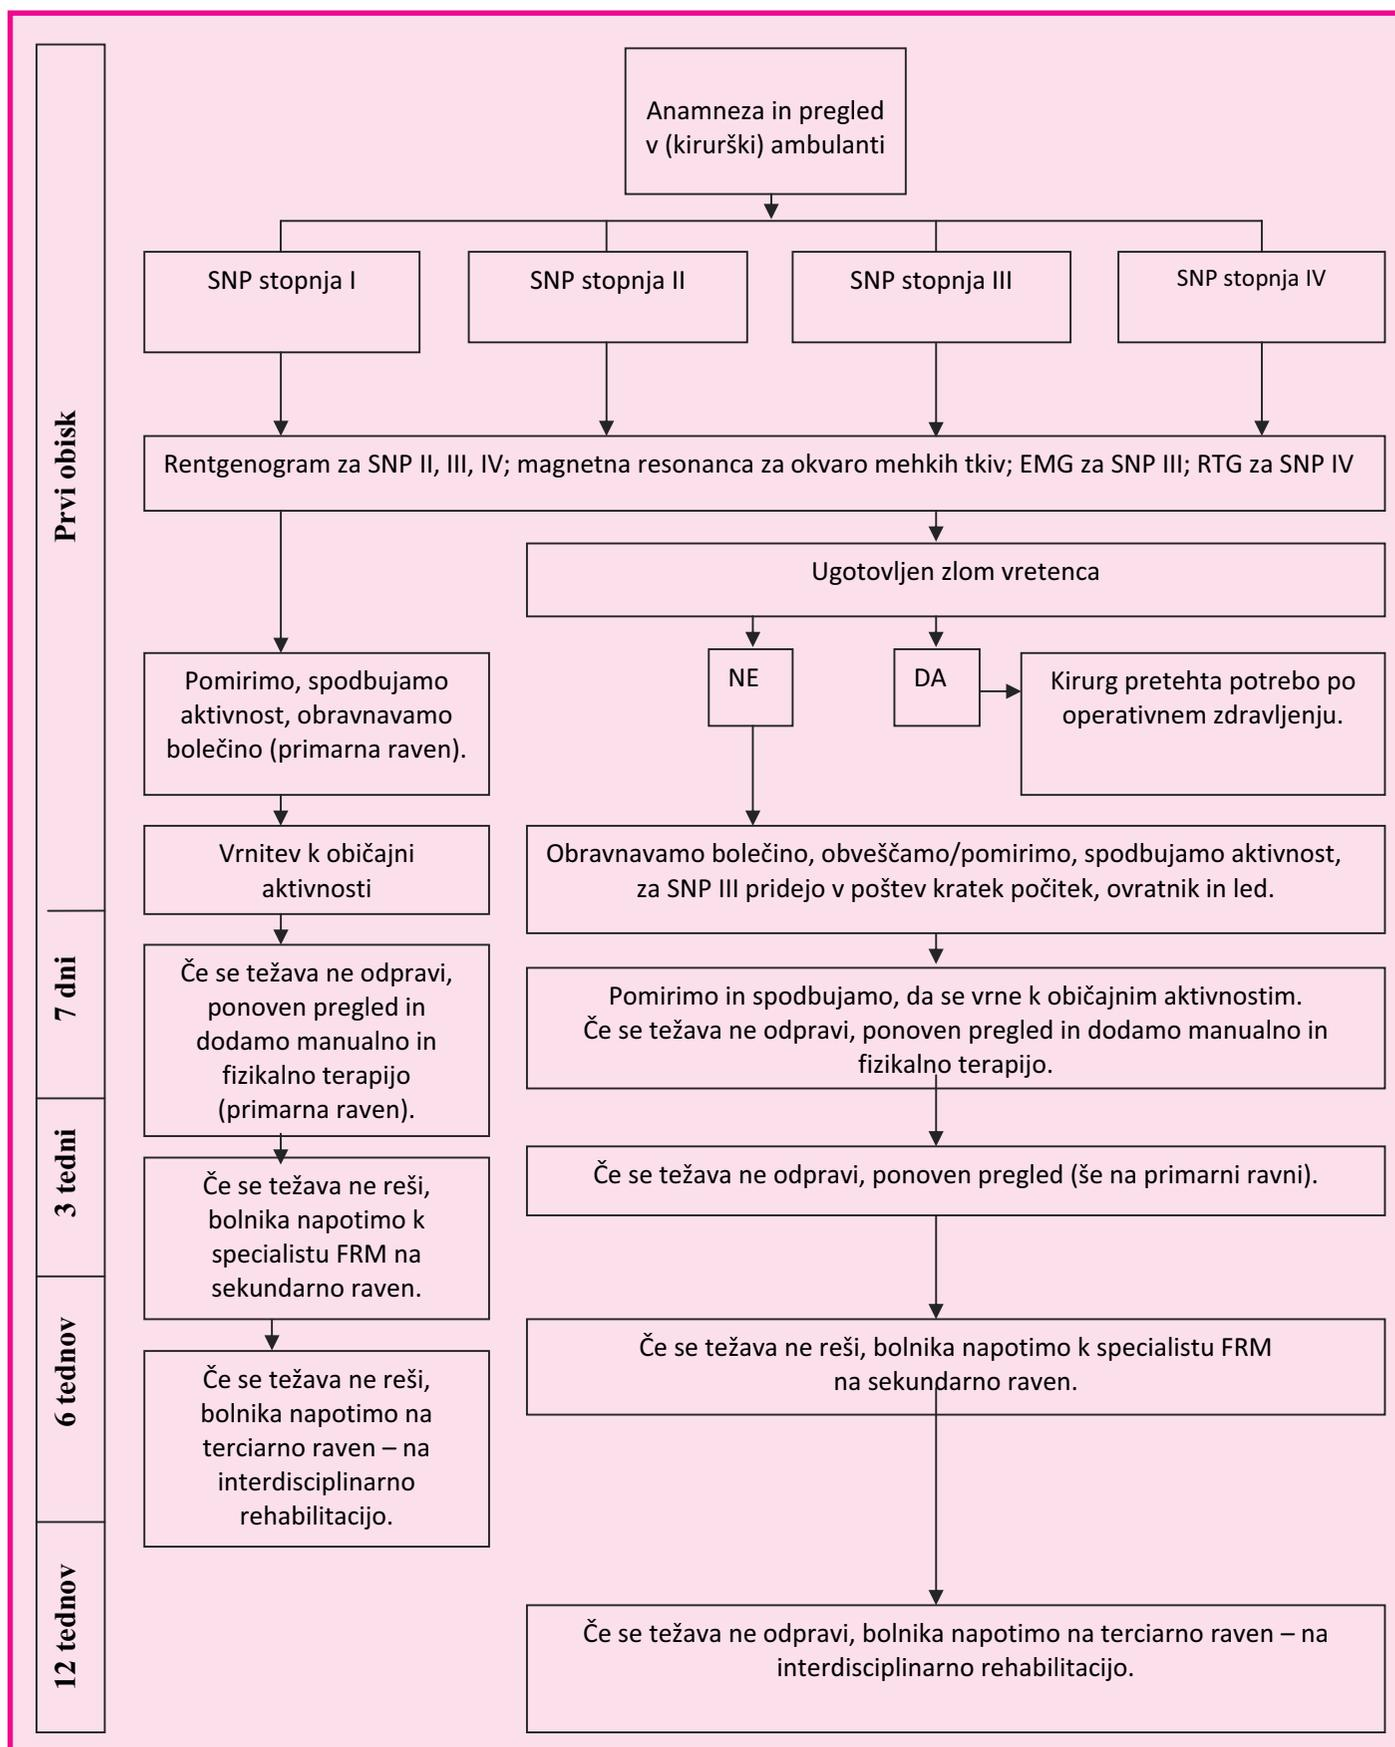 Anamneza in pregled
v (kirurški) ambulanti
SNP stopnja I
SNP stopnja II
SNP stopnja III
SNP stopnja IV
Prvi obisk
Rentgenogram za SNP II, III, IV; magnetna resonanca za okvaro mehkih tkiv; EMG za SNP III; RTG za SNP IV
Ugotovljen zlom vretenca
NE
DA
Kirurg pretehta potrebo po
operativnem zdravljenju.
Pomirimo, spodbujamo
aktivnost, obravnavamo
bolečino (primarna raven).
Vrnitev k običajni
aktivnosti
Obravnavamo bolečino, obveščamo/pomirimo, spodbujamo aktivnost,
za SNP III pridejo v poštev kratek počitek, ovratnik in led.
7 dni
Če se težava ne odpravi,
ponoven pregled in
dodamo manualno in
fizikalno terapijo
(primarna raven).
Pomirimo in spodbujamo, da se vrne k običajnim aktivnostim.
Če se težava ne odpravi, ponoven pregled in dodamo manualno in
fizikalno terapijo.
3 tedni
Če se težava ne reši,
bolnika napotimo k
specialistu FRM na
sekundarno raven.
Če se težava ne odpravi, ponoven pregled (še na primarni ravni).
6 tednov
Če se težava ne reši,
bolnika napotimo na
terciarno raven – na
interdisciplinarno
rehabilitacijo.
Če se težava ne reši, bolnika napotimo k specialistu FRM
na sekundarno raven.
12 tednov
Če se težava ne odpravi, bolnika napotimo na terciarno raven – na
interdisciplinarno rehabilitacijo.